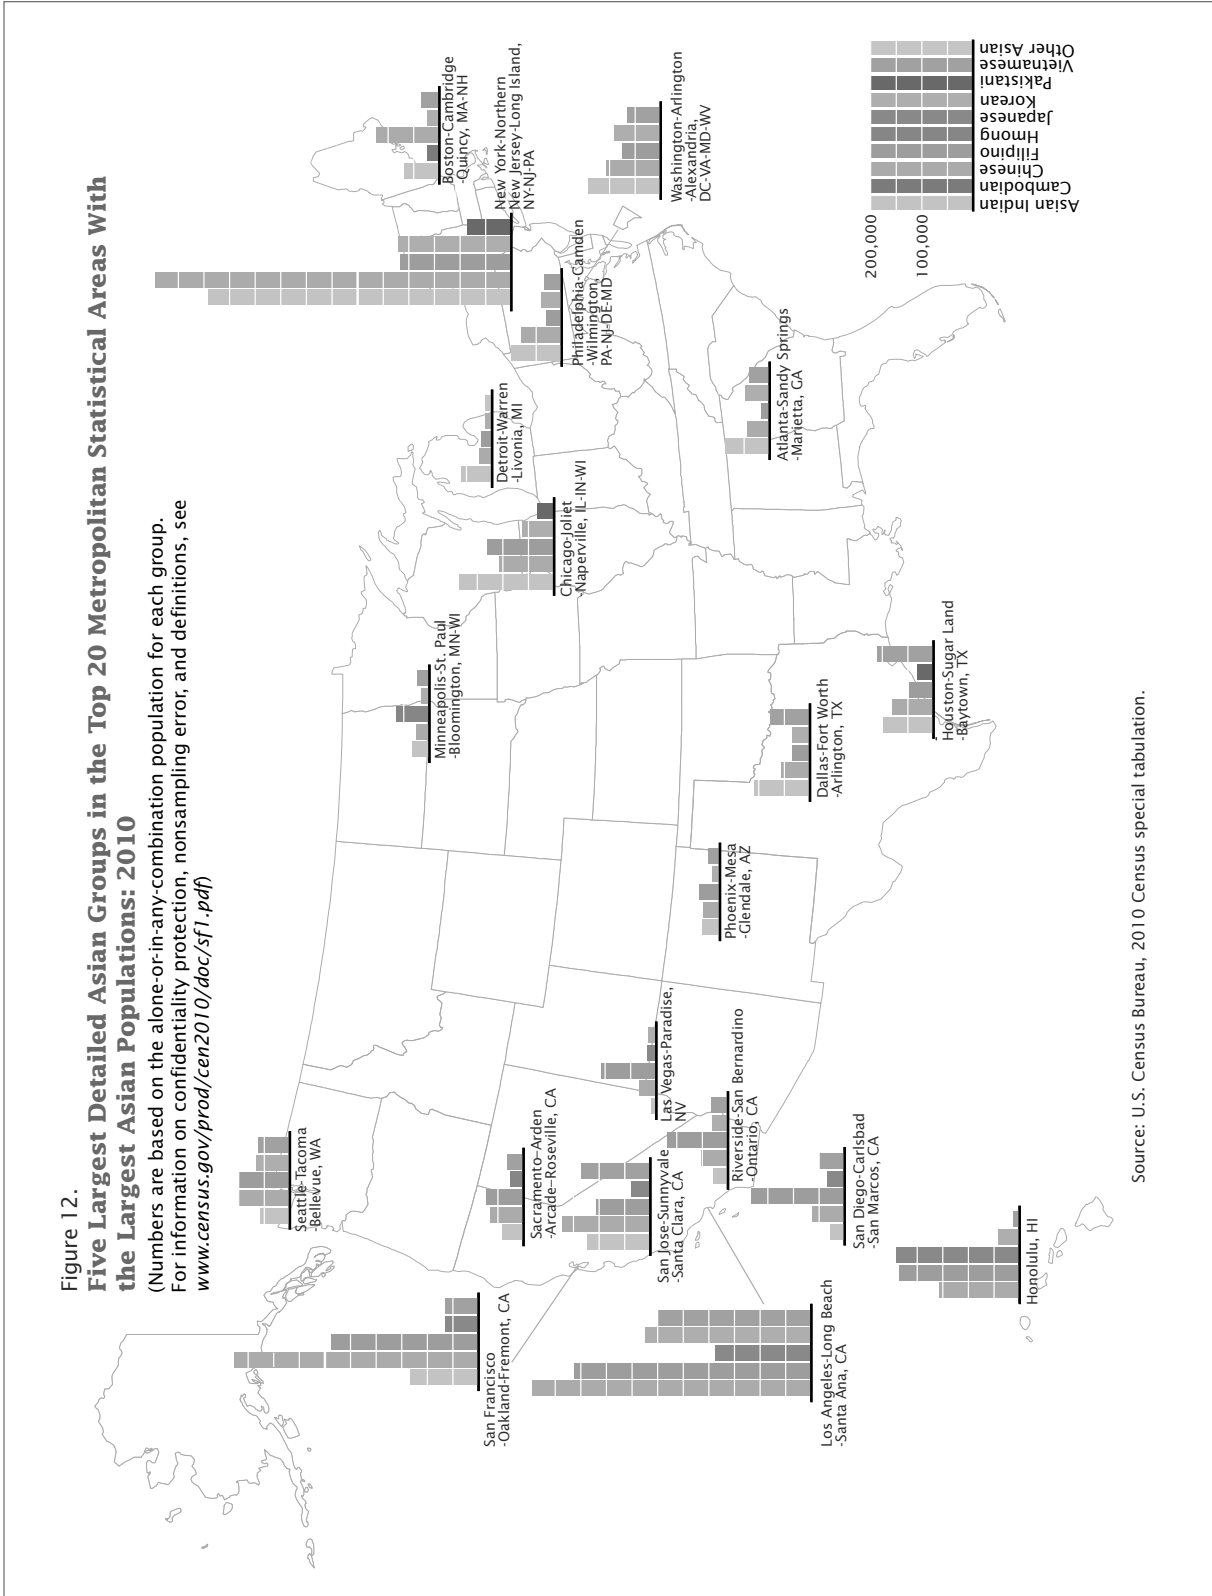 Figure 12.
Five Largest Detailed Asian Groups in the Top 20 Metropolitan Statistical Areas With
the Largest Asian Populations: 2010
(Numbers are based on the alone-or-in-any-combination population for each group.
For information on confidentiality protection, nonsampling error, and definitions, see
www.census.gov/prod/cen2010/doc/sf1.pdf)
Seattle-Tacoma
-Bellevue, WA
Minneapolis-St. Paul
-Bloomington, MN-WI
Detroit-Warren
-Livonia, MI
Boston-Cambridge
-Quincy, MA-NH
New York-Northern
New Jersey-Long Island,
NY-NJ-PA
San Francisco
-Oakland-Fremont, CA
Sacramento–Arden
-Arcade–Roseville, CA
Chicago-Joliet
-Naperville, IL-IN-WI
Philadelphia-Camden
-Wilmington,
PA-NJ-DE-MD
San Jose-Sunnyvale
-Santa Clara, CA
Las Vegas-Paradise,
NV
Washington-Arlington
-Alexandria,
DC-VA-MD-WV
Riverside-San Bernardino
-Ontario, CA
Phoenix-Mesa
-Glendale, AZ
Atlanta-Sandy Springs
-Marietta, GA
Los Angeles-Long Beach
-Santa Ana, CA
San Diego-Carlsbad
-San Marcos, CA
Dallas-Fort Worth
-Arlington, TX
Houston-Sugar Land
-Baytown, TX
Honolulu, HI
200,000
100,000
Asian Indian
Cambodian
Chinese
Filipino
Hmong
Japanese
Korean
Pakistani
Vietnamese
Other Asian
Source: U.S. Census Bureau, 2010 Census special tabulation.